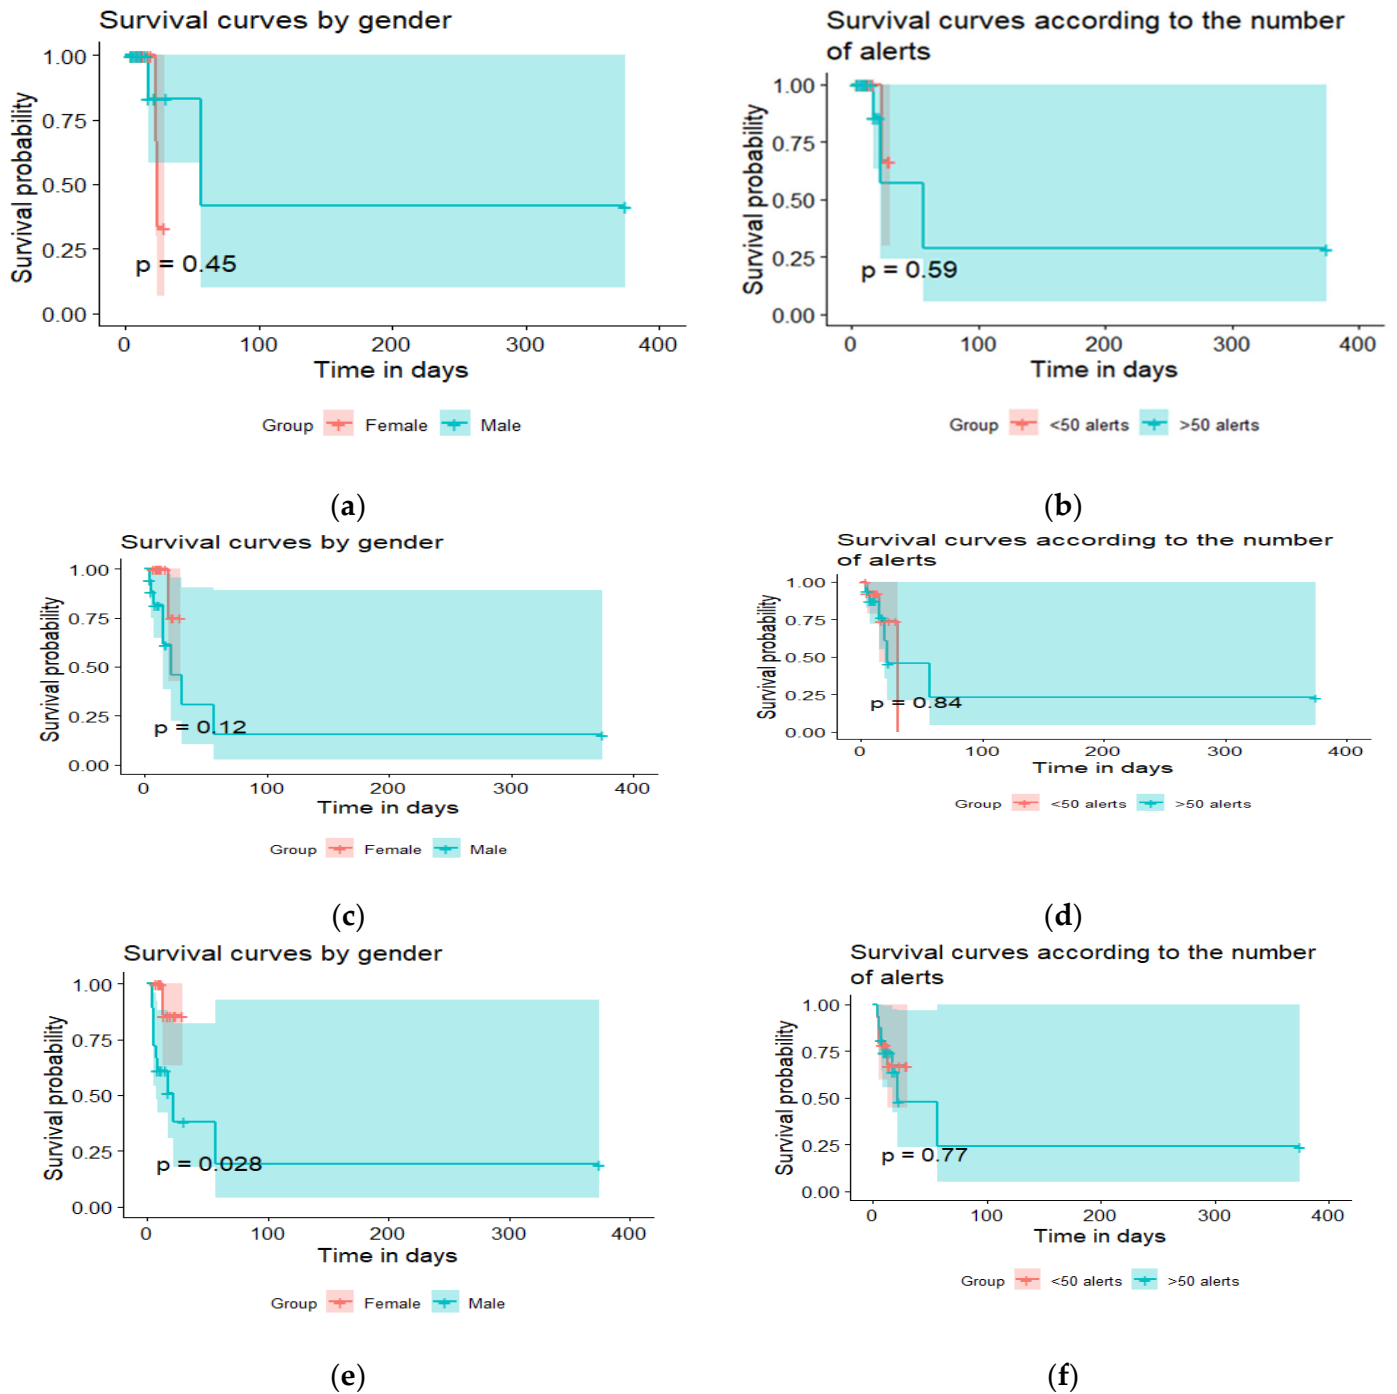 Survival curves by gender
Survival probability
1.00
0.75
0.50
0.25
0.00
p = 0.45
0 100 200 300 400
Time in days
Group Female Male
(a)
Survival curves according to the number
of alerts
Survival probability
1.00
0.75
0.50
0.25
0.00
p = 0.59
0 100 200 300 400
Time in days
Group <50 alerts >50 alerts
(b)
Survival curves by gender
Survival probability
1.00
0.75
0.50
0.25
0.00
p = 0.12
0 100 200 300 400
Time in days
Group Female Male
(c)
Survival curves according to the number
of alerts
Survival probability
1.00
0.75
0.50
0.25
0.00
p = 0.84
0 100 200 300 400
Time in days
Group <50 alerts >50 alerts
(d)
Survival curves by gender
Survival probability
1.00
0.75
0.50
0.25
0.00
p = 0.028
0 100 200 300 400
Time in days
Group Female Male
(e)
Survival curves according to the number
of alerts
Survival probability
1.00
0.75
0.50
0.25
0.00
p = 0.77
0 100 200 300 400
Time in days
Group <50 alerts >50 alerts
(f)